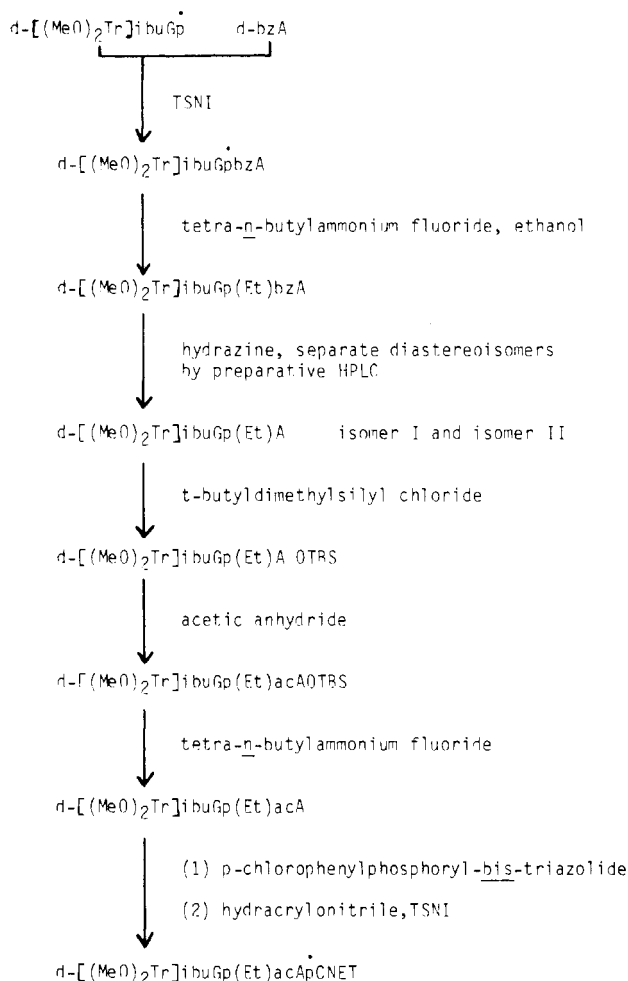 d-[(MeO)2Tr]ibuGṗ d-bzA
TSNI
d-[(MeO)2Tr]ibuGṗbzA
tetra-n-butylammonium fluoride, ethanol
d-[(MeO)2Tr]ibuGp(Et)bzA
hydrazine, separate diastereoisomers
by preparative HPLC
d-[(MeO)2Tr]ibuGp(Et)A isomer I and isomer II
t-butyldimethylsilyl chloride
d-[(MeO)2Tr]ibuGp(Et)A OTBS
acetic anhydride
d-[(MeO)2Tr]ibuGp(Et)acAOTBS
tetra-n-butylammonium fluoride
d-[(MeO)2Tr]ibuGp(Et)acA
(1) p-chlorophenylphosphoryl-bis-triazolide
(2) hydracrylonitrile,TSNI
d-[(MeO)2Tr]ibuGp(Et)acAṗCNET